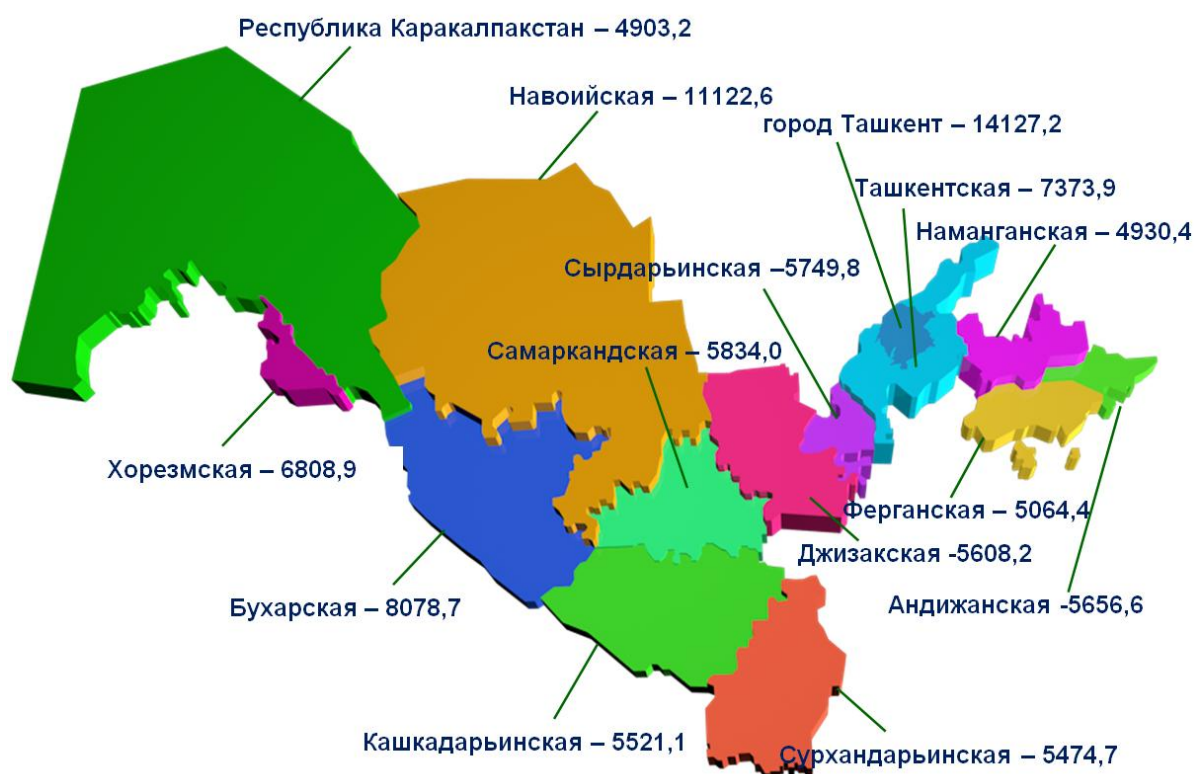 Республика Каракалпакстан – 4903,2
Навоийская – 11122,6
город Ташкент – 14127,2
Ташкентская – 7373,9
Наманганская – 4930,4
Сырдарьинская –5749,8
Самаркандская – 5834,0
Хорезмская – 6808,9
Ферганская – 5064,4
Джизакская -5608,2
Бухарская – 8078,7
Андижанская -5656,6
Кашкадарьинская – 5521,1
Сурхандарьинская – 5474,7